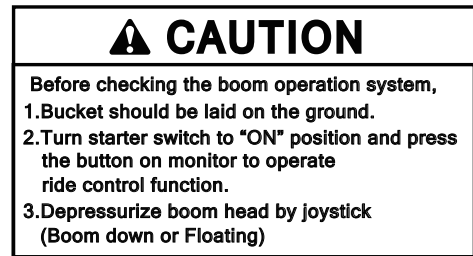 CAUTION
Before checking the boom operation system,
1.Bucket should be laid on the ground.
2.Turn starter switch to “ON” position and press
the button on monitor to operate
ride control function.
3.Depressurize boom head by joystick
(Boom down or Floating)